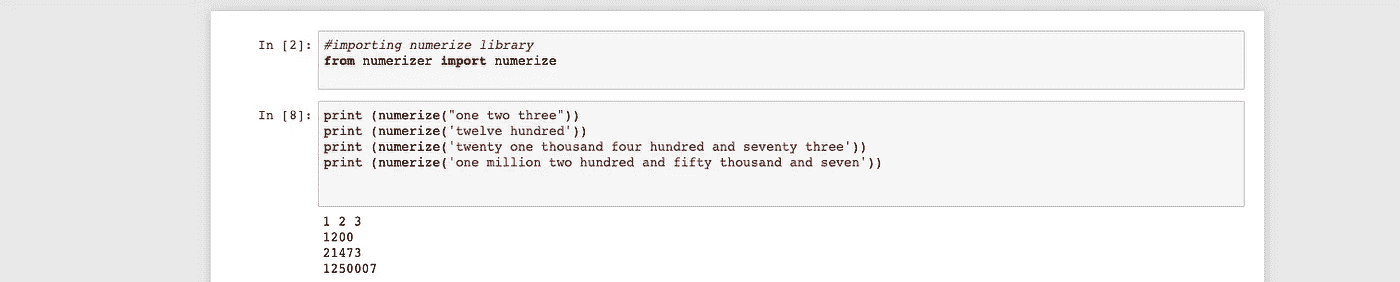 In [2]: #importing numerize library
from numerizer import numerize
In [8]: print (numerize("one two three"))
print (numerize('twelve hundred'))
print (numerize('twenty one thousand four hundred and seventy three'))
print (numerize('one million two hundred and fifty thousand and seven'))
1 2 3
1200
21473
1250007